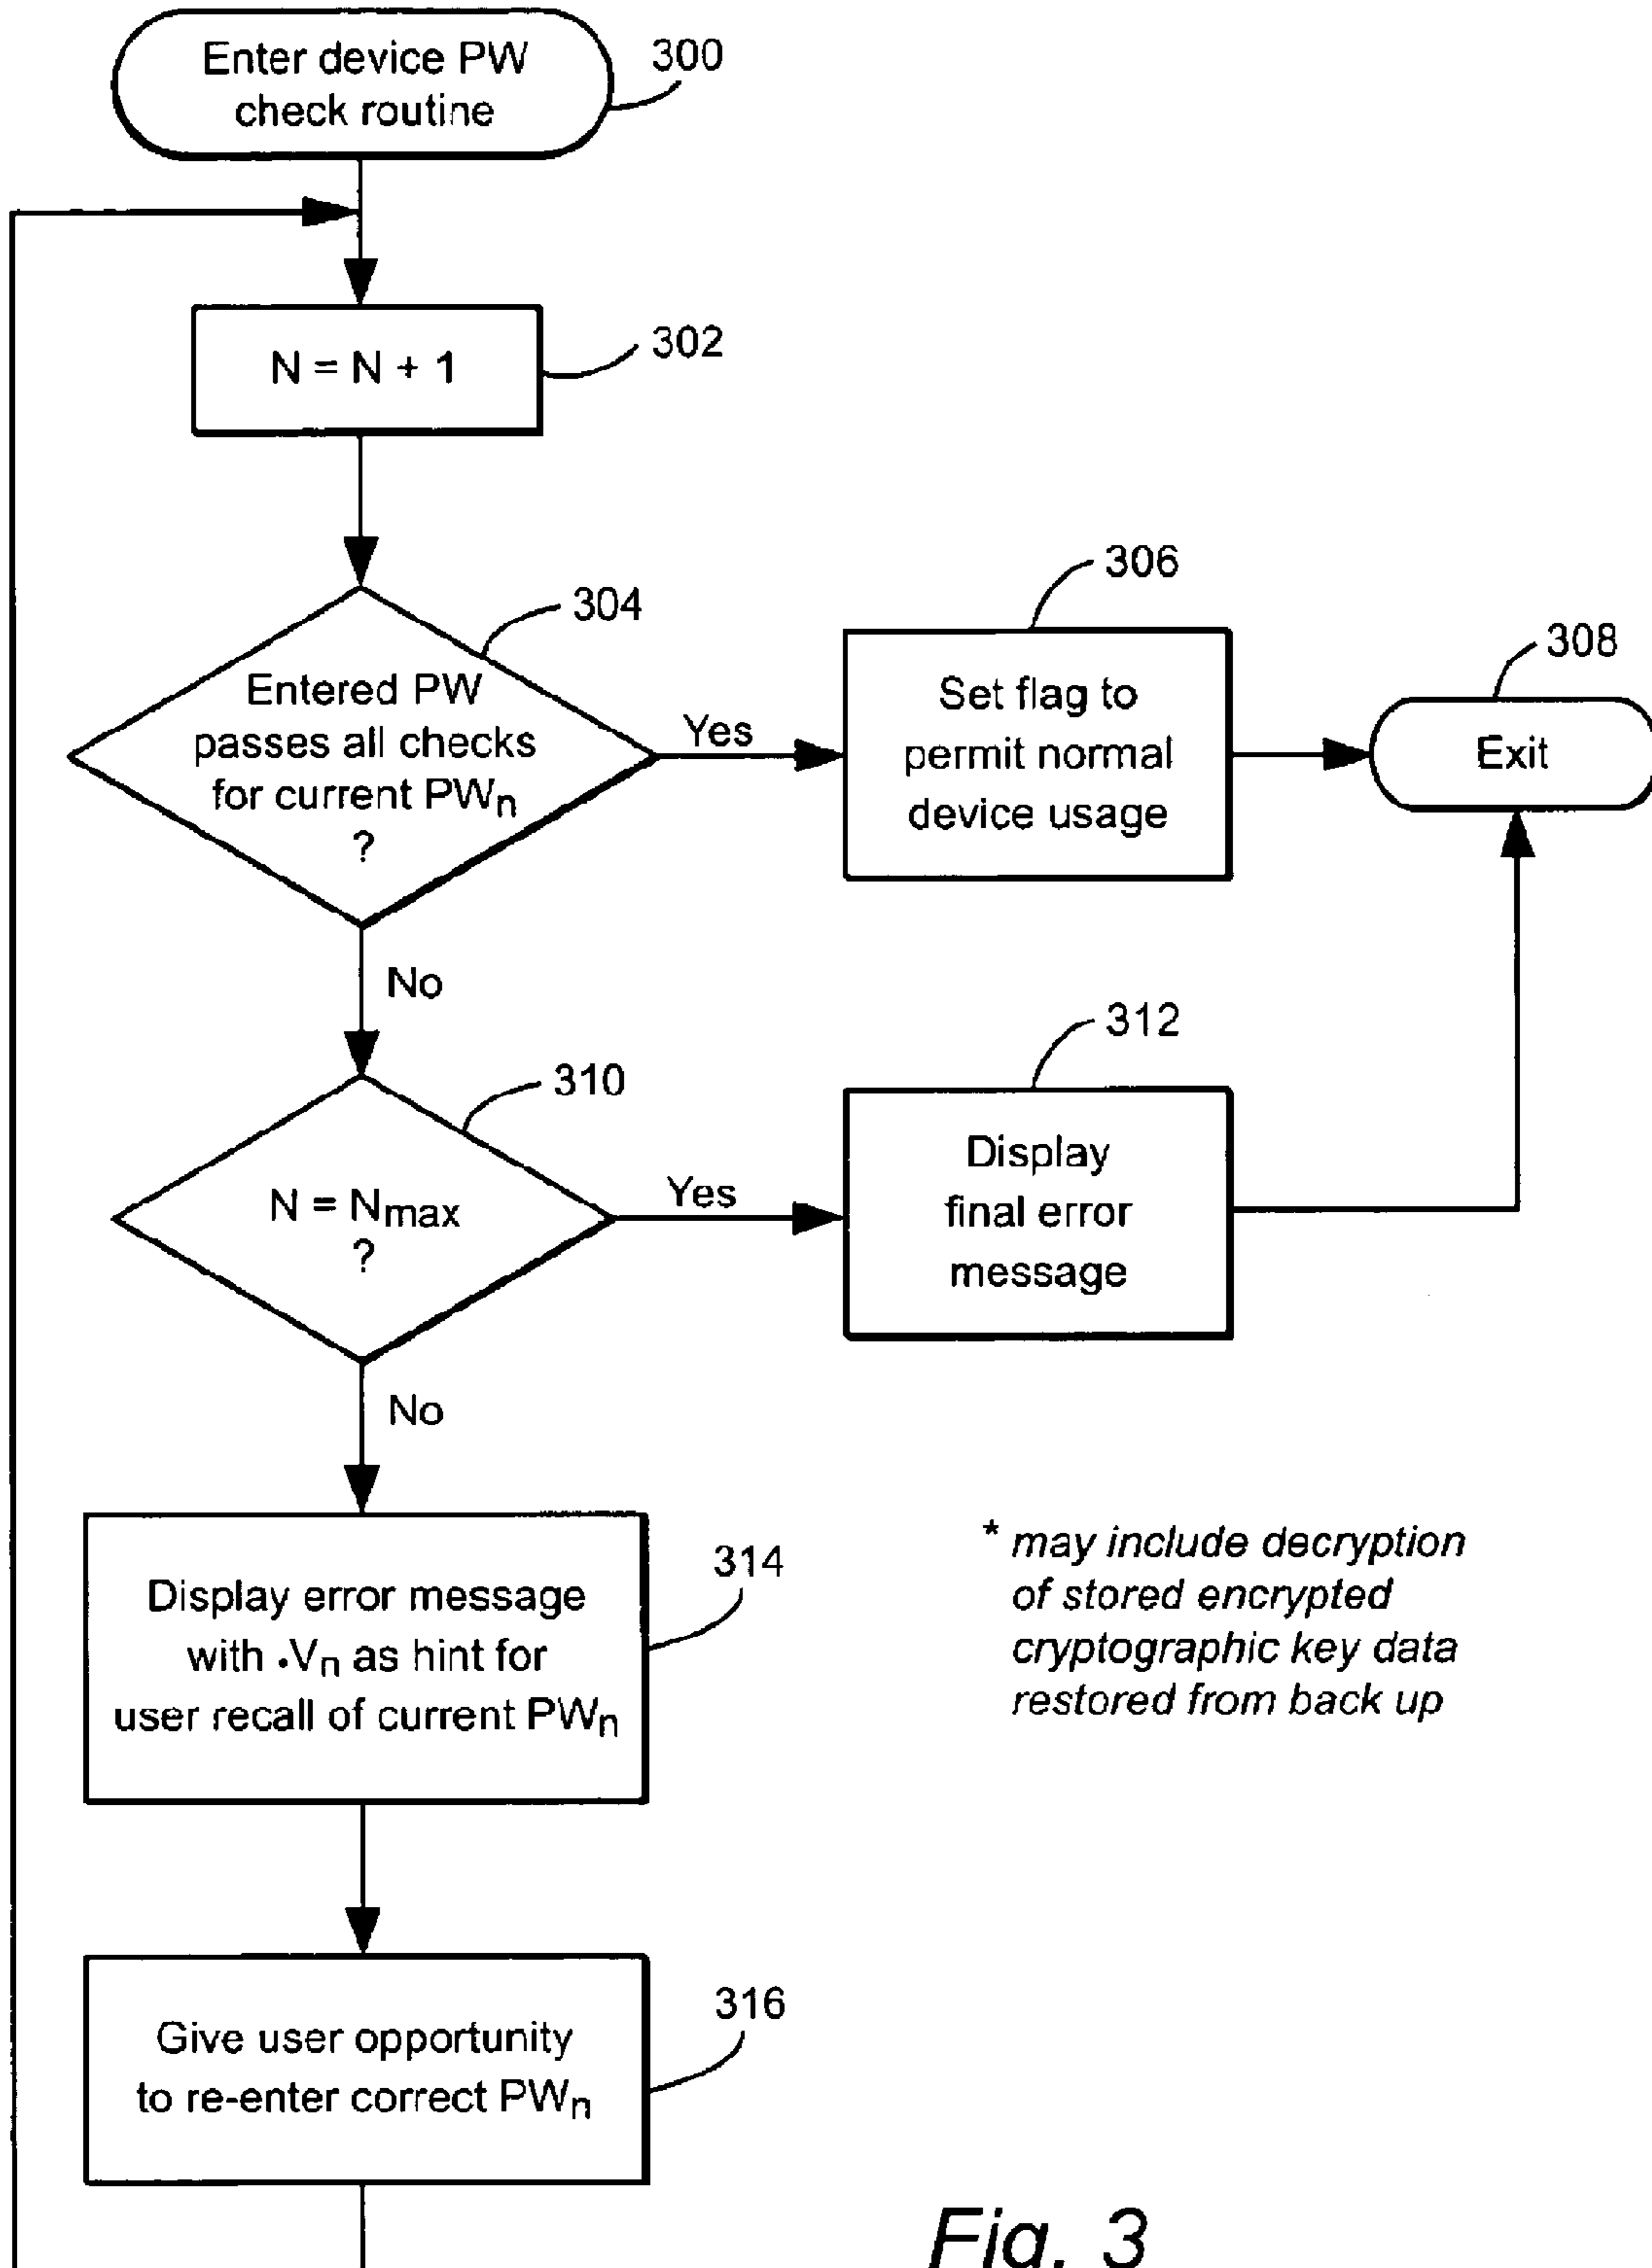 Enter device PW
check routine
300
N = N + 1
302
304
Entered PW
passes all checks
for current PWn
?
Yes
306
Set flag to
permit normal
device usage
308
Exit
No
310
N = Nmax
?
Yes
312
Display
final error
message
No
314
Display error message
with •Vn as hint for
user recall of current PWn
* may include decryption
of stored encrypted
cryptographic key data
restored from back up
316
Give user opportunity
to re-enter correct PWn
Fig. 3